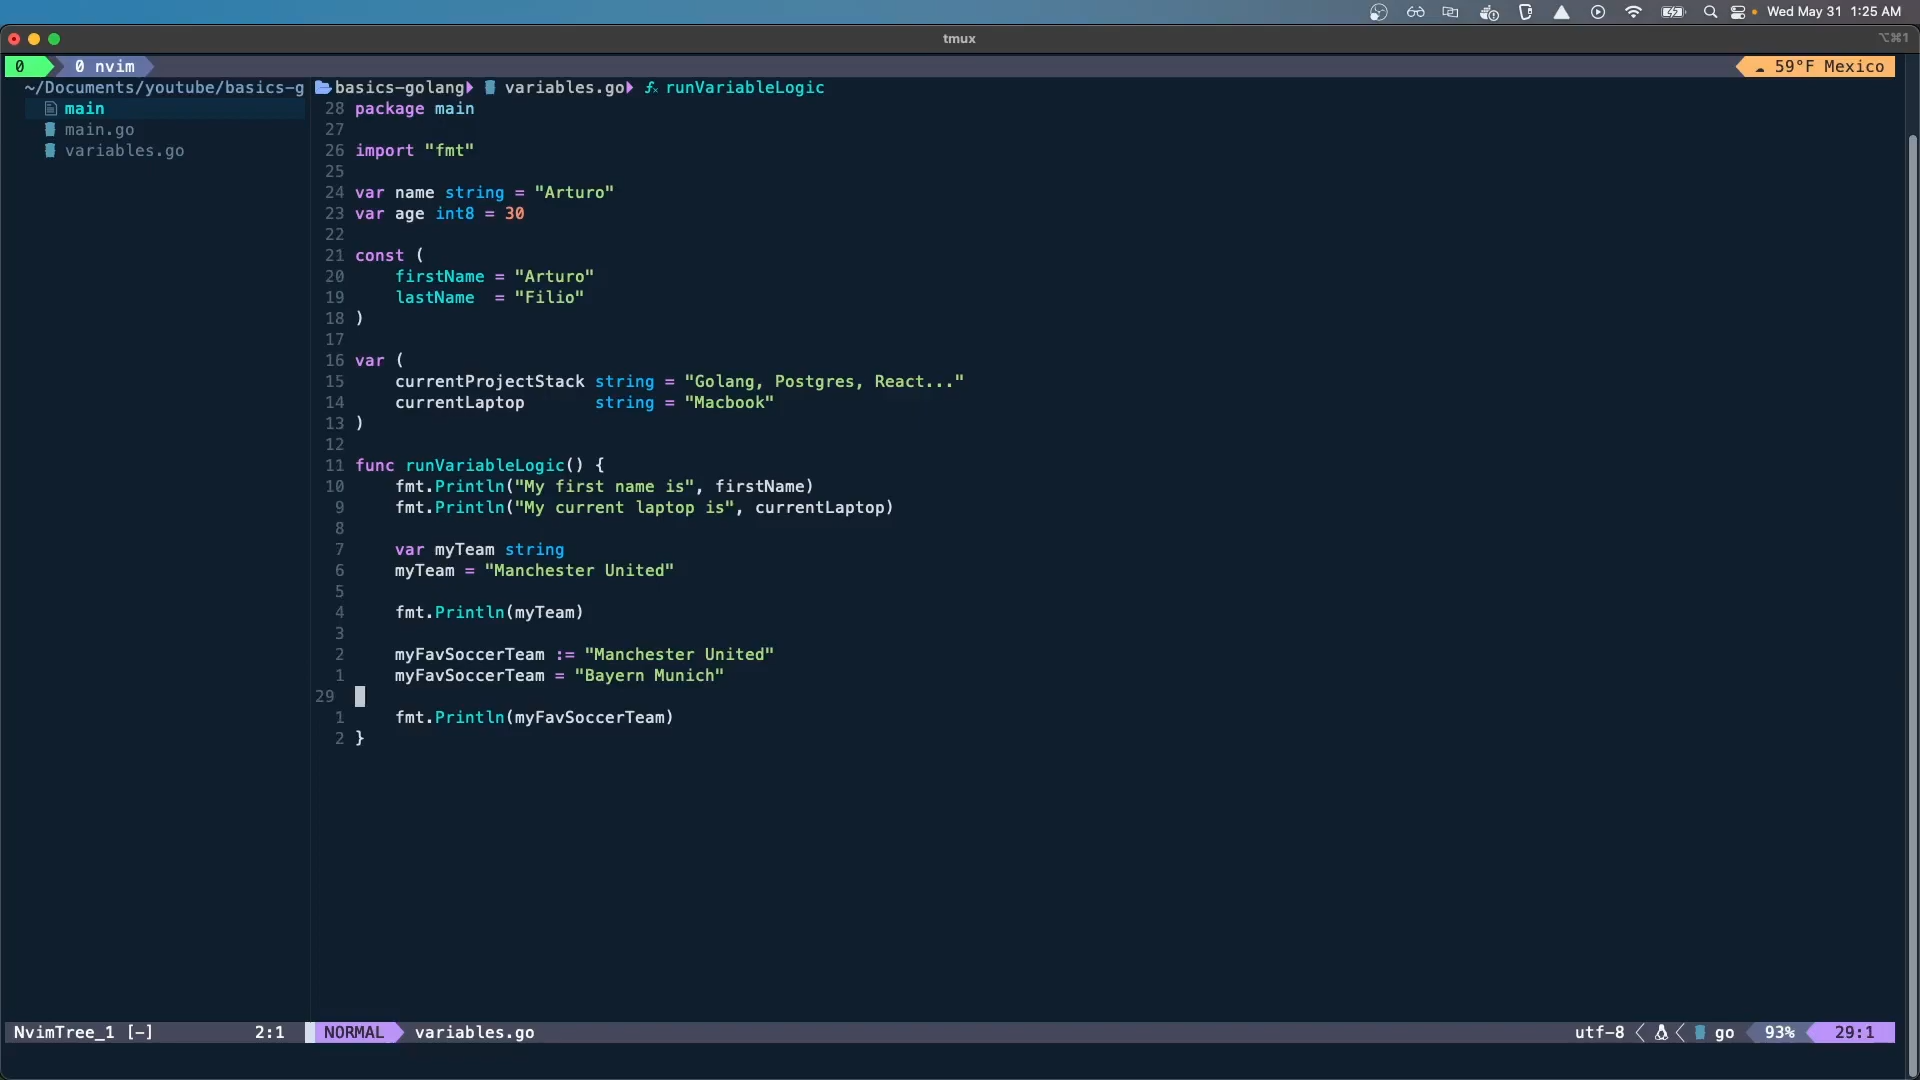 Wed May 31 1:25 AM
tmux
⌥⌘1
0 0 nvim
59°F Mexico
~/Documents/youtube/basics-g
main
main.go
variables.go
basics-golang variables.go runVariableLogic
28 package main
27
26 import "fmt"
25
24 var name string = "Arturo"
23 var age int8 = 30
22
21 const (
20 firstName = "Arturo"
19 lastName = "Filio"
18 )
17
16 var (
15 currentProjectStack string = "Golang, Postgres, React..."
14 currentLaptop string = "Macbook"
13 )
12
11 func runVariableLogic() {
10 fmt.Println("My first name is", firstName)
9 fmt.Println("My current laptop is", currentLaptop)
8
7 var myTeam string
6 myTeam = "Manchester United"
5
4 fmt.Println(myTeam)
3
2 myFavSoccerTeam := "Manchester United"
1 myFavSoccerTeam = "Bayern Munich"
29
1 fmt.Println(myFavSoccerTeam)
2 }
NvimTree_1 [-] 2:1
NORMAL variables.go
utf-8 go 93% 29:1